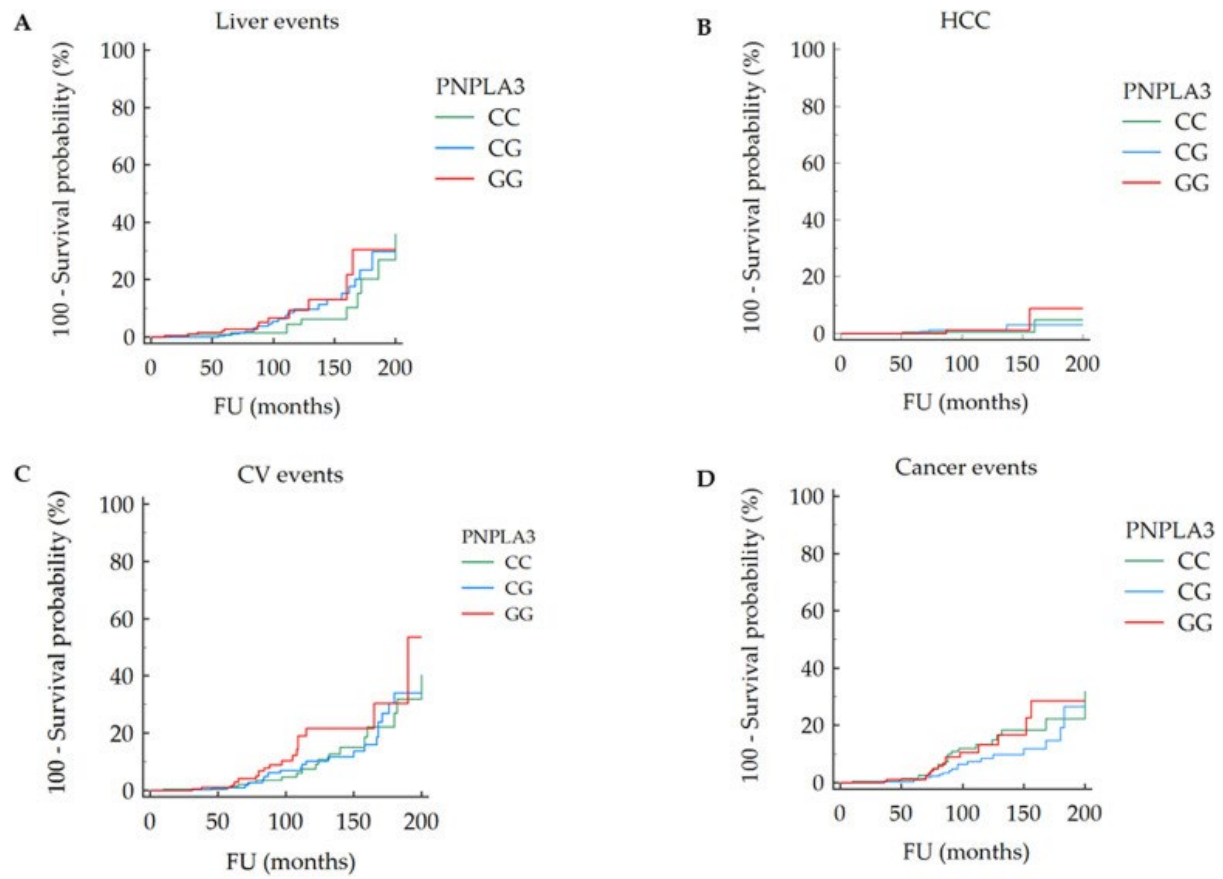 A
Liver events
100 - Survival probability (%)
100
80
60
40
20
0
0 50 100 150 200
FU (months)
PNPLA3
CC
CG
GG
B
HCC
100 - Survival probability (%)
100
80
60
40
20
0
0 50 100 150 200
FU (months)
PNPLA3
CC
CG
GG
C
CV events
100 - Survival probability (%)
100
80
60
40
20
0
0 50 100 150 200
FU (months)
PNPLA3
CC
CG
GG
D
Cancer events
100 - Survival probability (%)
100
80
60
40
20
0
0 50 100 150 200
FU (months)
PNPLA3
CC
CG
GG